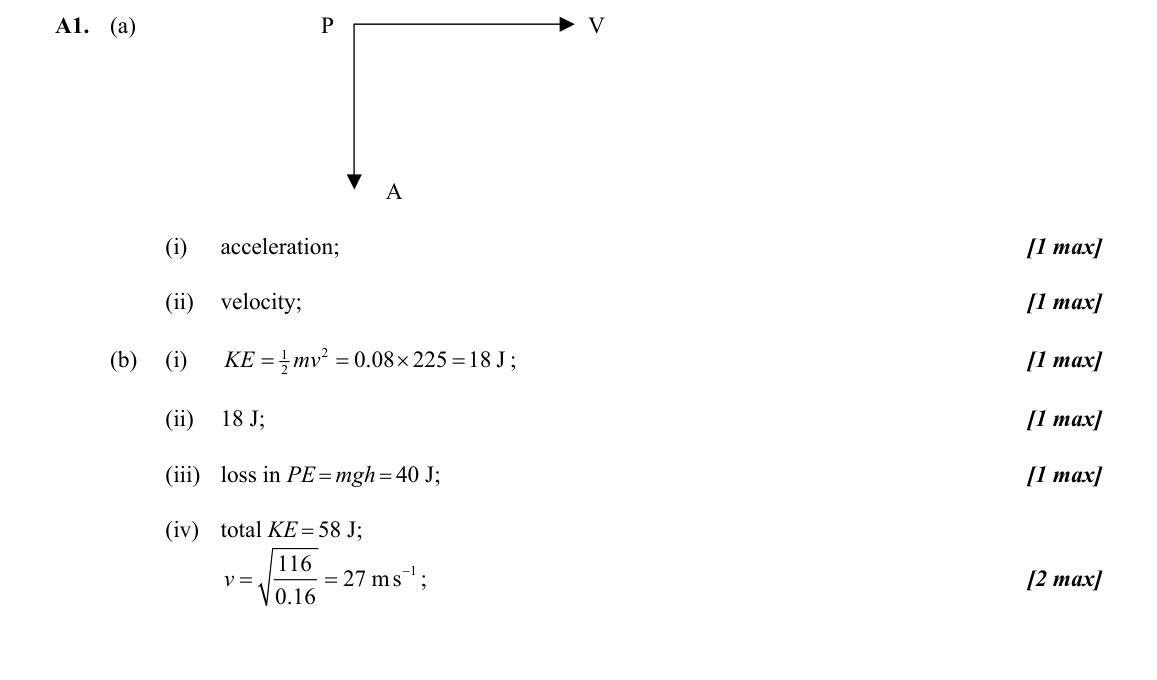 A1. (a) P V
A
(i) acceleration; [1 max]
(ii) velocity; [1 max]
(b) (i) KE = ½mv² = 0.08 × 225 = 18 J ; [1 max]
(ii) 18 J; [1 max]
(iii) loss in PE = mgh = 40 J; [1 max]
(iv) total KE = 58 J;
v = √(116/0.16) = 27 m s⁻¹ ; [2 max]